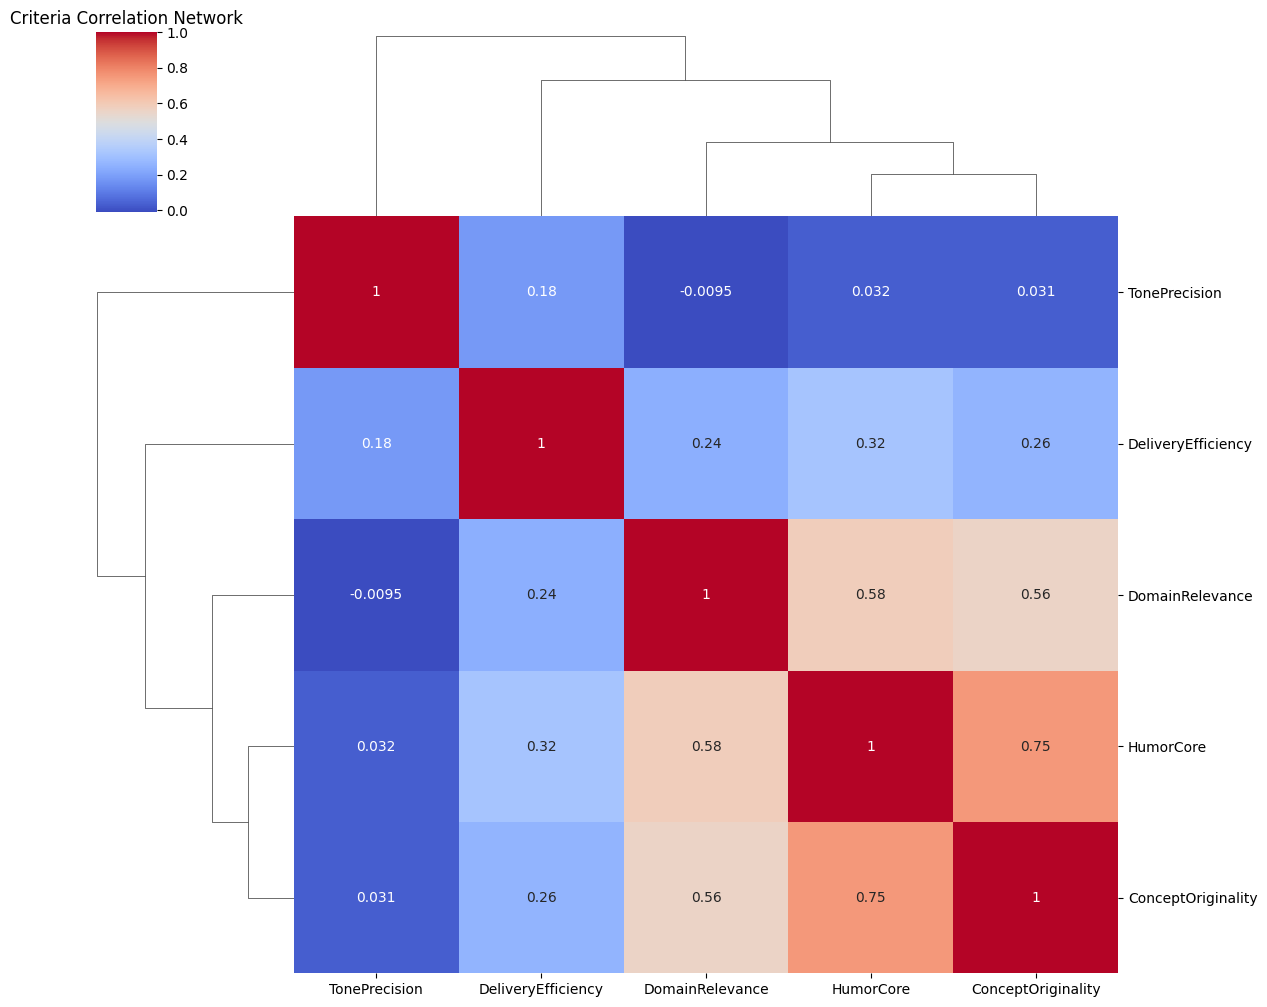 Criteria Correlation Network
1.0
0.8
0.6
0.4
0.2
0.0
1 0.18 -0.0095 0.032 0.031 TonePrecision
0.18 1 0.24 0.32 0.26 DeliveryEfficiency
-0.0095 0.24 1 0.58 0.56 DomainRelevance
0.032 0.32 0.58 1 0.75 HumorCore
0.031 0.26 0.56 0.75 1 ConceptOriginality
TonePrecision DeliveryEfficiency DomainRelevance HumorCore ConceptOriginality